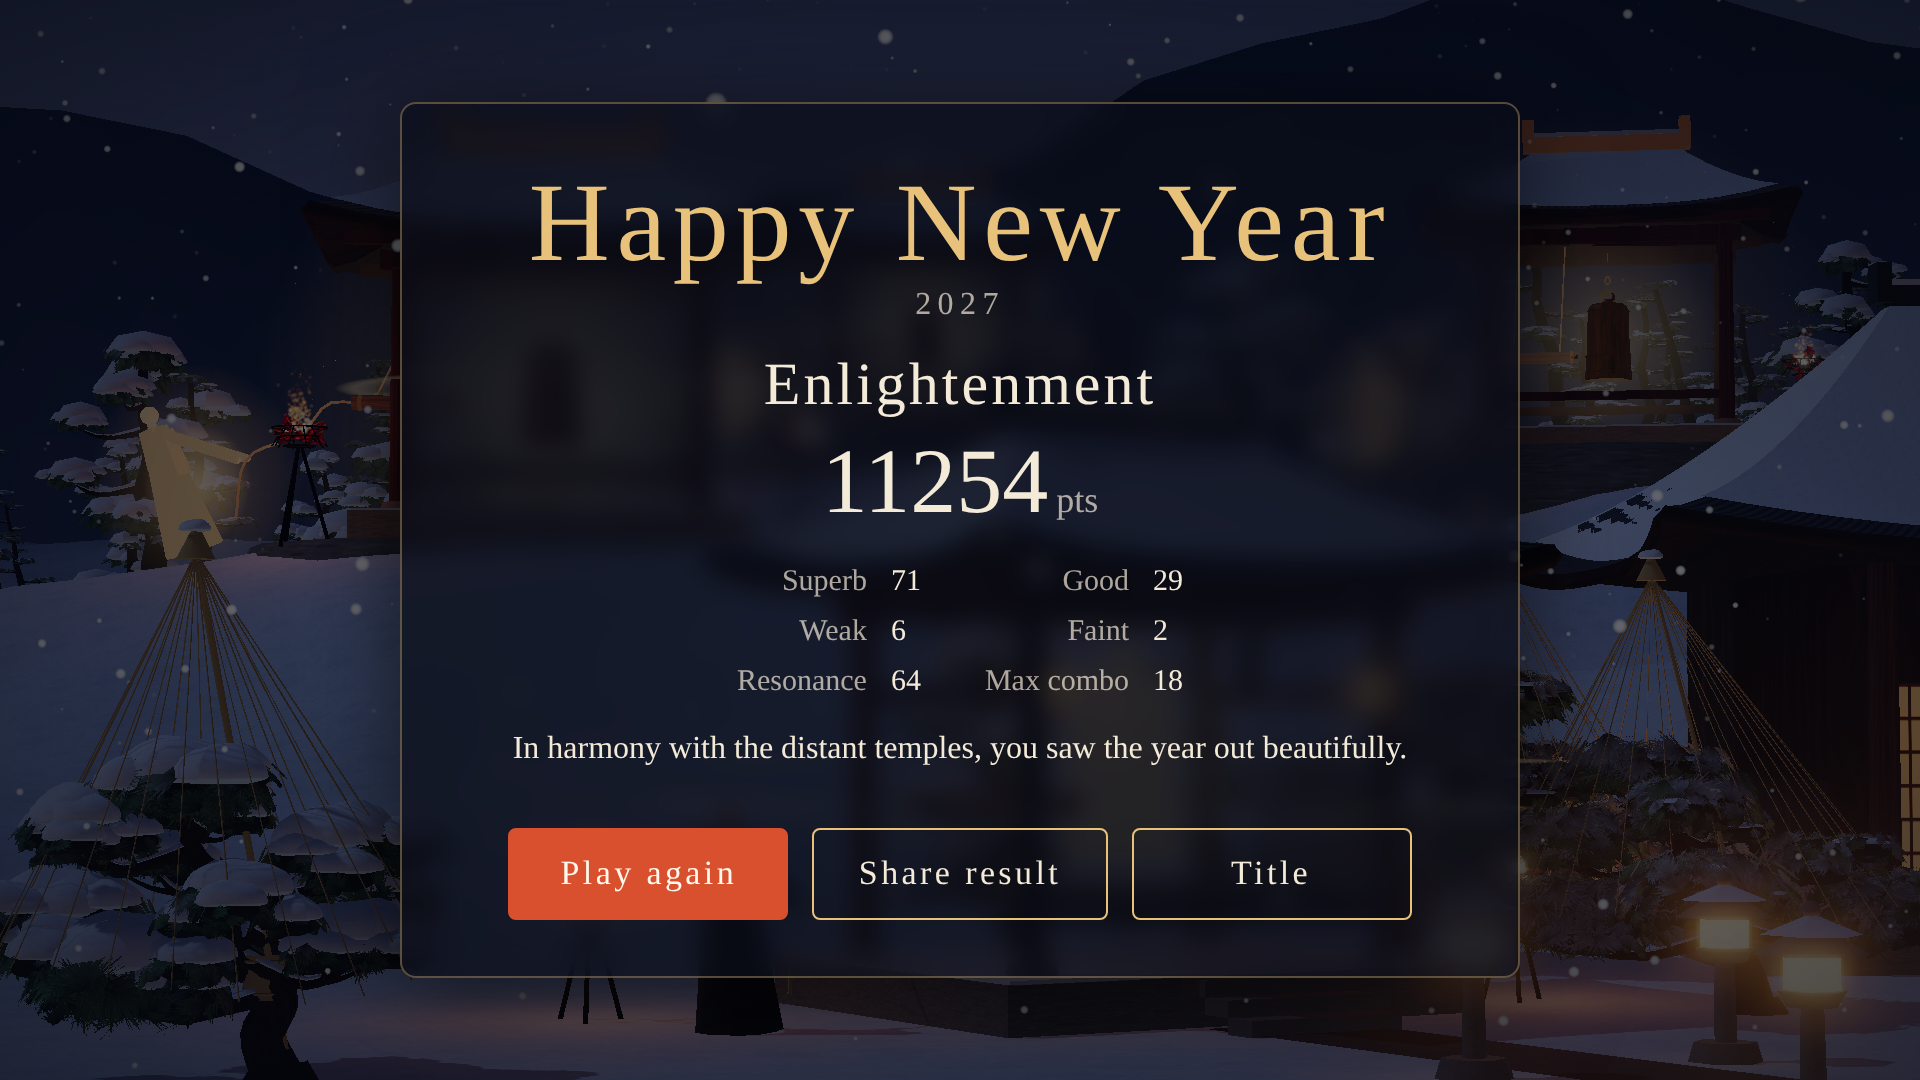 Happy New Year
2027
Enlightenment
11254 pts
Superb 71 Good 29
Weak 6 Faint 2
Resonance 64 Max combo 18
In harmony with the distant temples, you saw the year out beautifully.
Play again Share result Title